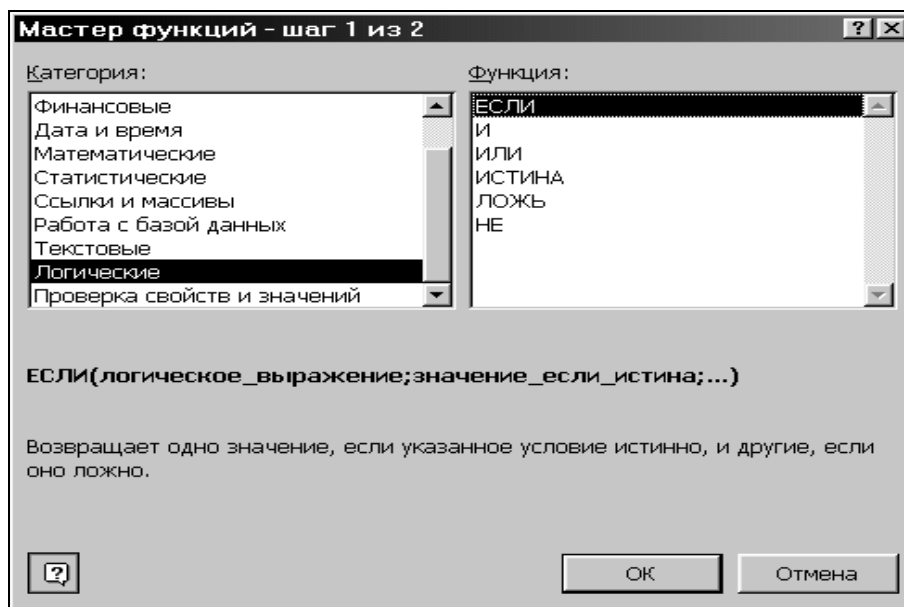 Мастер функций - шаг 1 из 2
Категория:
Функция:
Финансовые
Дата и время
Математические
Статистические
Ссылки и массивы
Работа с базой данных
Текстовые
Логические
Проверка свойств и значений
ЕСЛИ
И
ИЛИ
ИСТИНА
ЛОЖЬ
НЕ
ЕСЛИ(логическое_выражение;значение_если_истина;...)
Возвращает одно значение, если указанное условие истинно, и другие, если
оно ложно.
ОК
Отмена